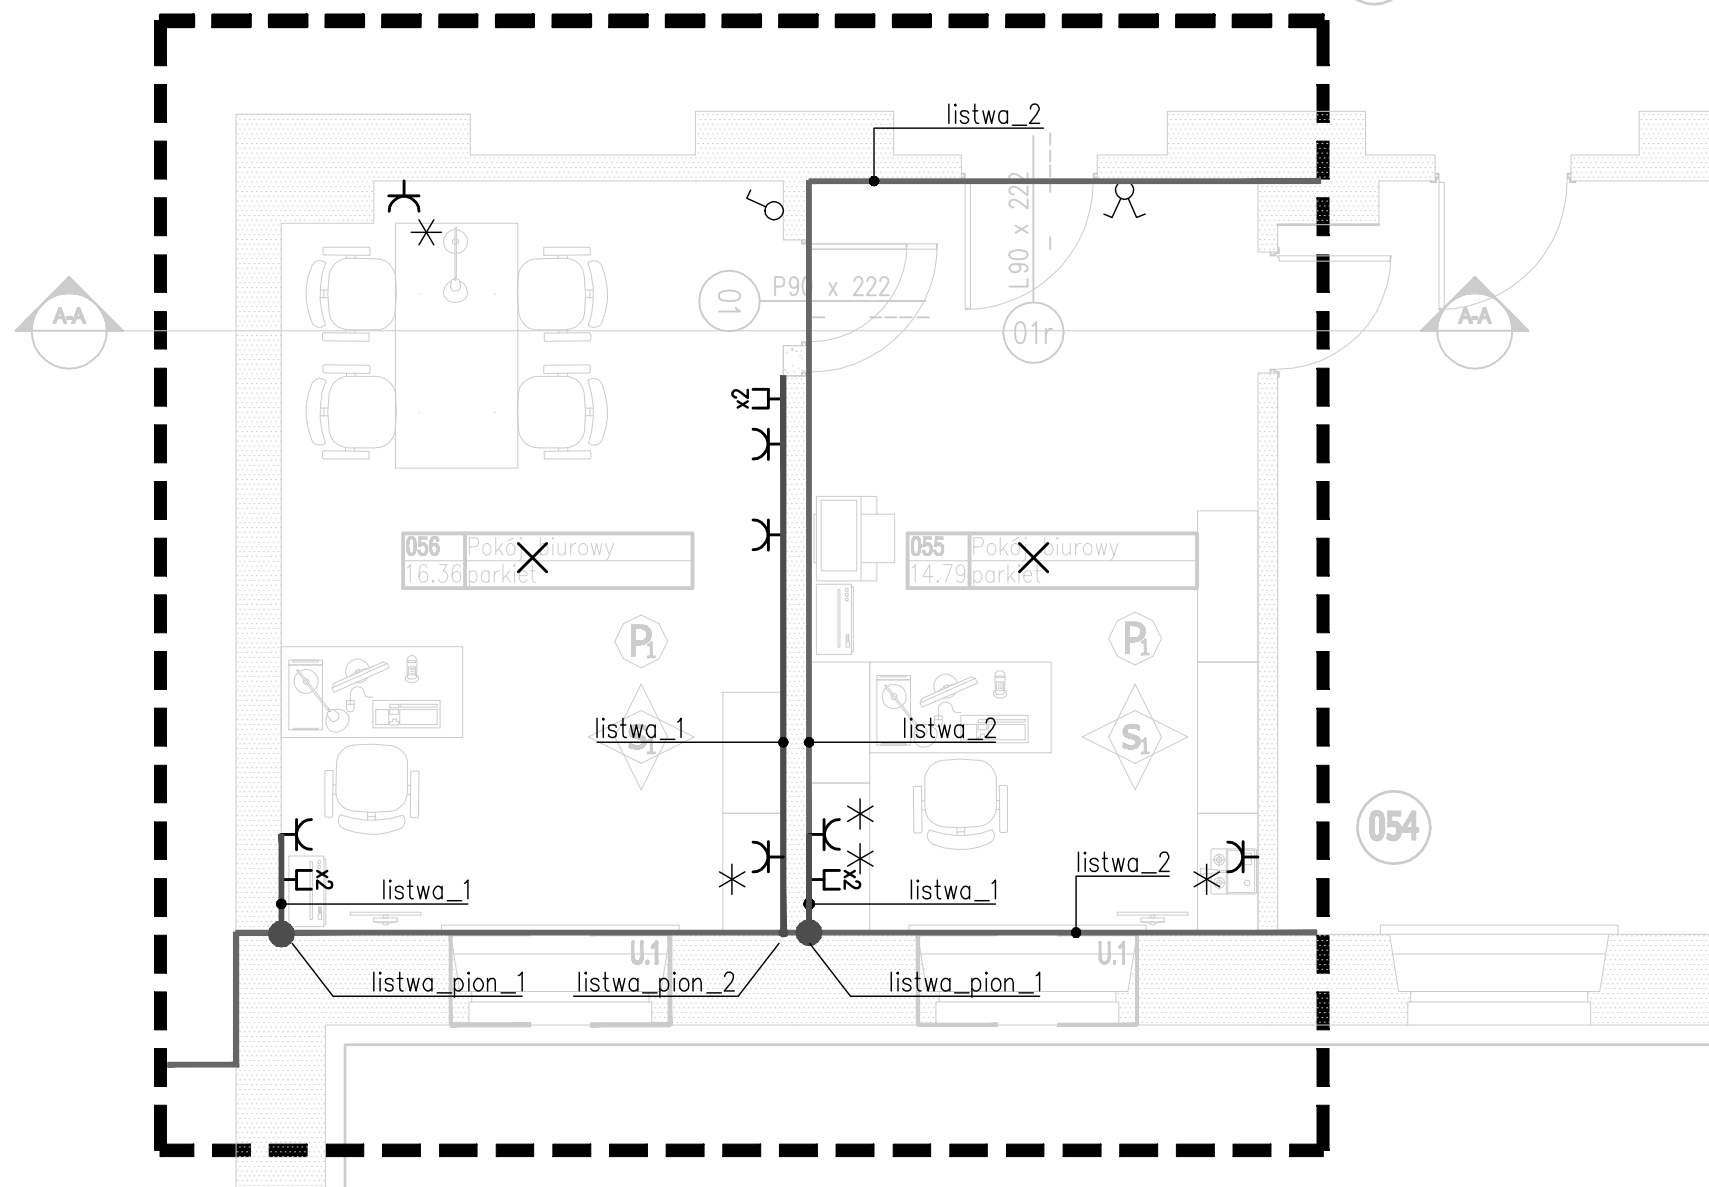 listwa_2
L90 x 222
01
P90 x 222
01r
A-A
A-A
x2
056 Pokój biurowy
16.36 parkiet
055 Pokój biurowy
14.79 parkiet
P1
P1
listwa_1
listwa_2
S1
S1
054
x2
x2
listwa_1
listwa_1
listwa_2
U.1
U.1
listwa_pion_1
listwa_pion_2
listwa_pion_1